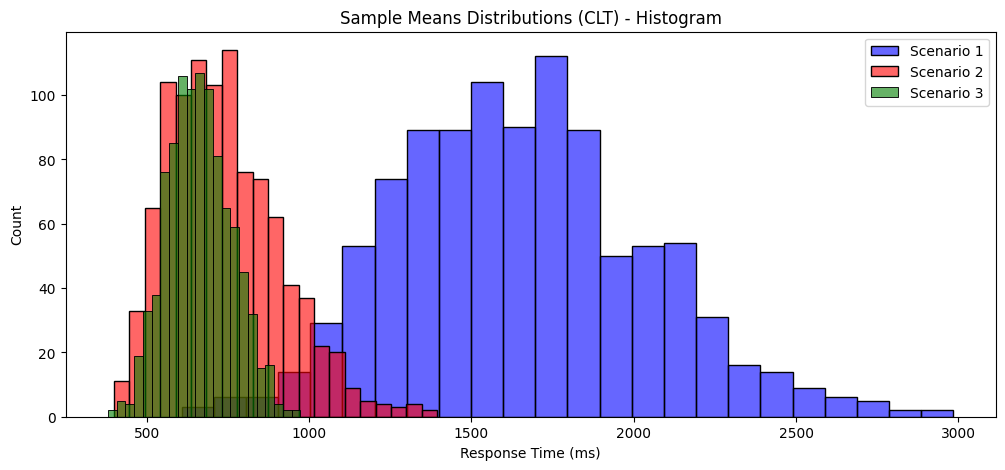 Sample Means Distributions (CLT) - Histogram
Scenario 1
Scenario 2
Scenario 3
100
80
60
40
20
0
Count
500
1000
1500
2000
2500
3000
Response Time (ms)